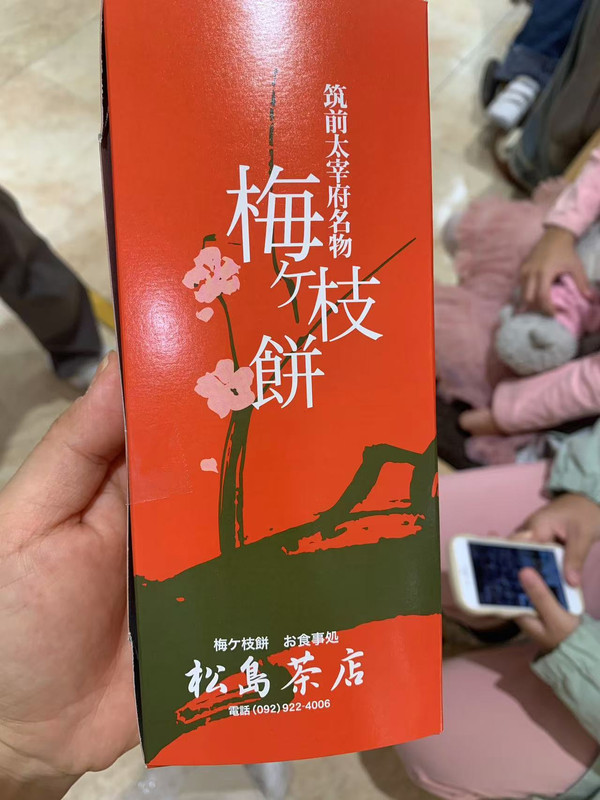 筑前太宰府名物
梅ヶ枝餅
梅ケ枝餅 お食事処
松島茶店
電話(092)922-4006